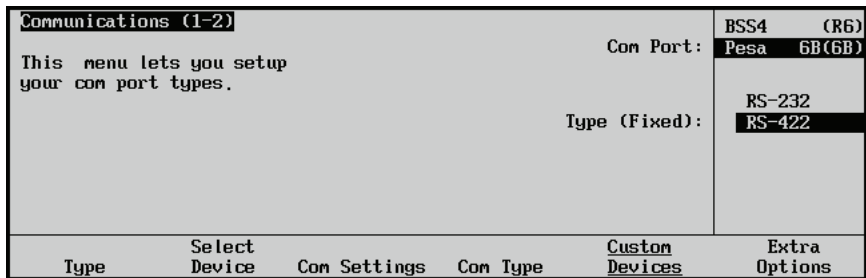 Communications (1-2)
This menu lets you setup
your com port types.
Com Port:
BSS4 (R6)
Pesa 6B(6B)
Type (Fixed):
RS-232
RS-422
Type
Select
Device
Com Settings
Com Type
Custom
Devices
Extra
Options